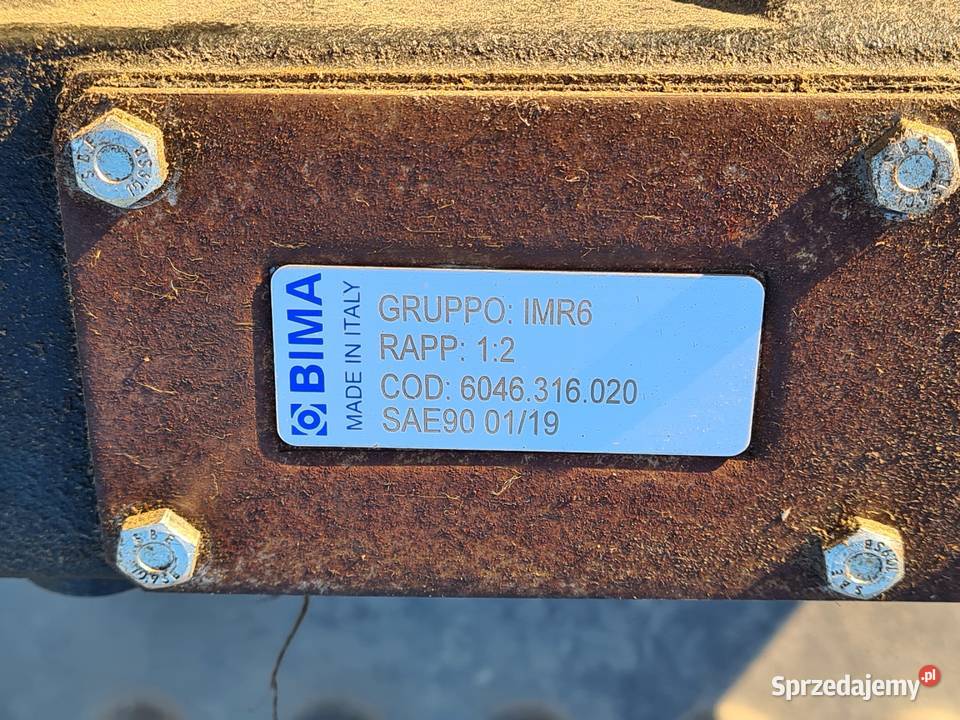 BIMA
MADE IN ITALY
GRUPPO: IMR6
RAPP: 1:2
COD: 6046.316.020
SAE90 01/19
Sprzedajemy.pl